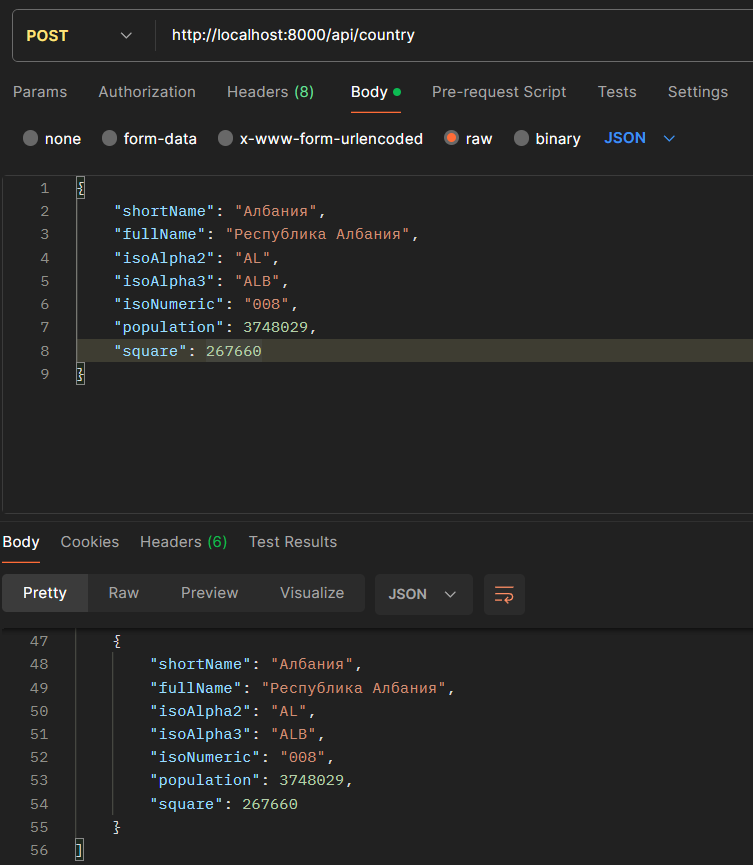 POST http://localhost:8000/api/country
Params Authorization Headers (8) Body Pre-request Script Tests Settings
none form-data x-www-form-urlencoded raw binary JSON
1 {
2 "shortName": "Албания",
3 "fullName": "Республика Албания",
4 "isoAlpha2": "AL",
5 "isoAlpha3": "ALB",
6 "isoNumeric": "008",
7 "population": 3748029,
8 "square": 267660
9 }
Body Cookies Headers (6) Test Results
Pretty Raw Preview Visualize JSON
47 {
48 "shortName": "Албания",
49 "fullName": "Республика Албания",
50 "isoAlpha2": "AL",
51 "isoAlpha3": "ALB",
52 "isoNumeric": "008",
53 "population": 3748029,
54 "square": 267660
55 }
56 ]